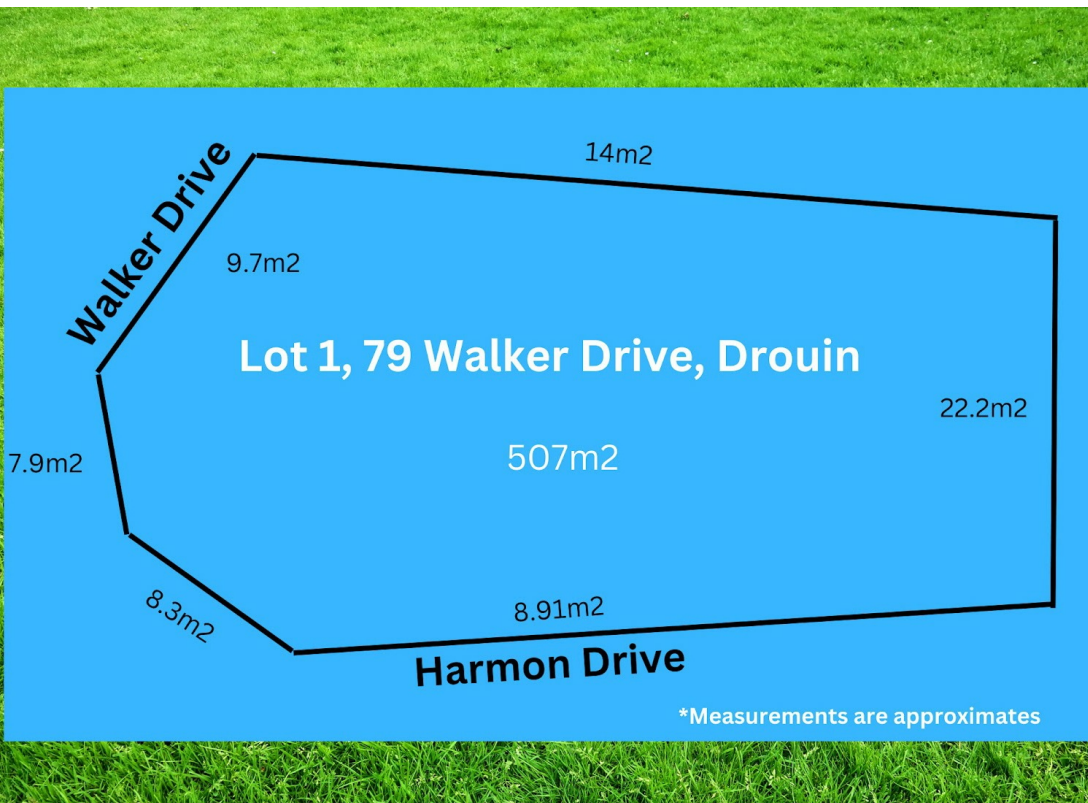 Walker Drive
14m2
9.7m2
Lot 1, 79 Walker Drive, Drouin
22.2m2
507m2
7.9m2
8.3m2
8.91m2
Harmon Drive
*Measurements are approximates